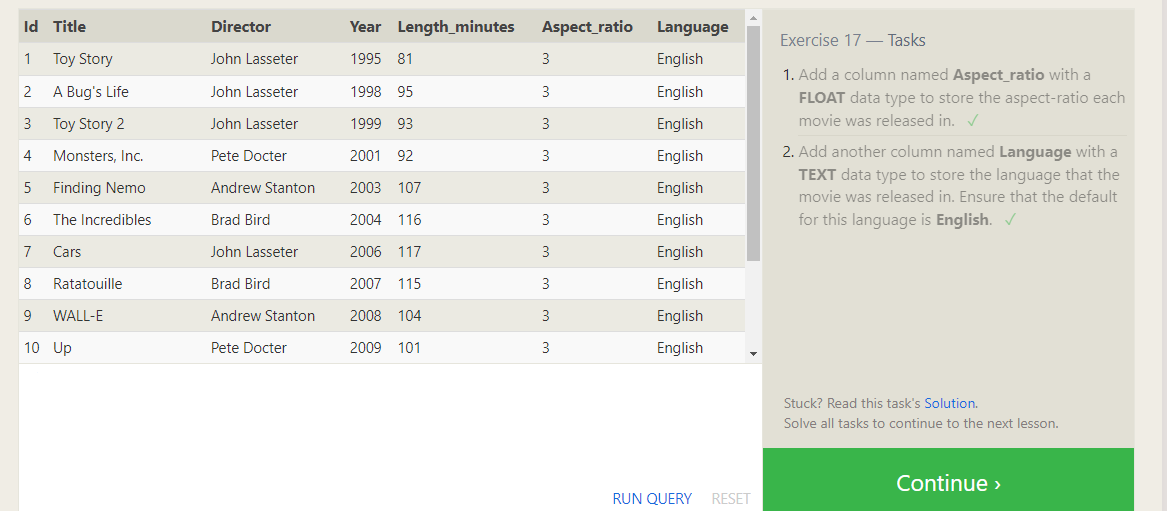 Id Title Director Year Length_minutes Aspect_ratio Language
1 Toy Story John Lasseter 1995 81 3 English
2 A Bug's Life John Lasseter 1998 95 3 English
3 Toy Story 2 John Lasseter 1999 93 3 English
4 Monsters, Inc. Pete Docter 2001 92 3 English
5 Finding Nemo Andrew Stanton 2003 107 3 English
6 The Incredibles Brad Bird 2004 116 3 English
7 Cars John Lasseter 2006 117 3 English
8 Ratatouille Brad Bird 2007 115 3 English
9 WALL-E Andrew Stanton 2008 104 3 English
10 Up Pete Docter 2009 101 3 English
RUN QUERY RESET
Exercise 17 — Tasks
1. Add a column named Aspect_ratio with a
FLOAT data type to store the aspect-ratio each
movie was released in. ✓
2. Add another column named Language with a
TEXT data type to store the language that the
movie was released in. Ensure that the default
for this language is English. ✓
Stuck? Read this task's Solution.
Solve all tasks to continue to the next lesson.
Continue ›